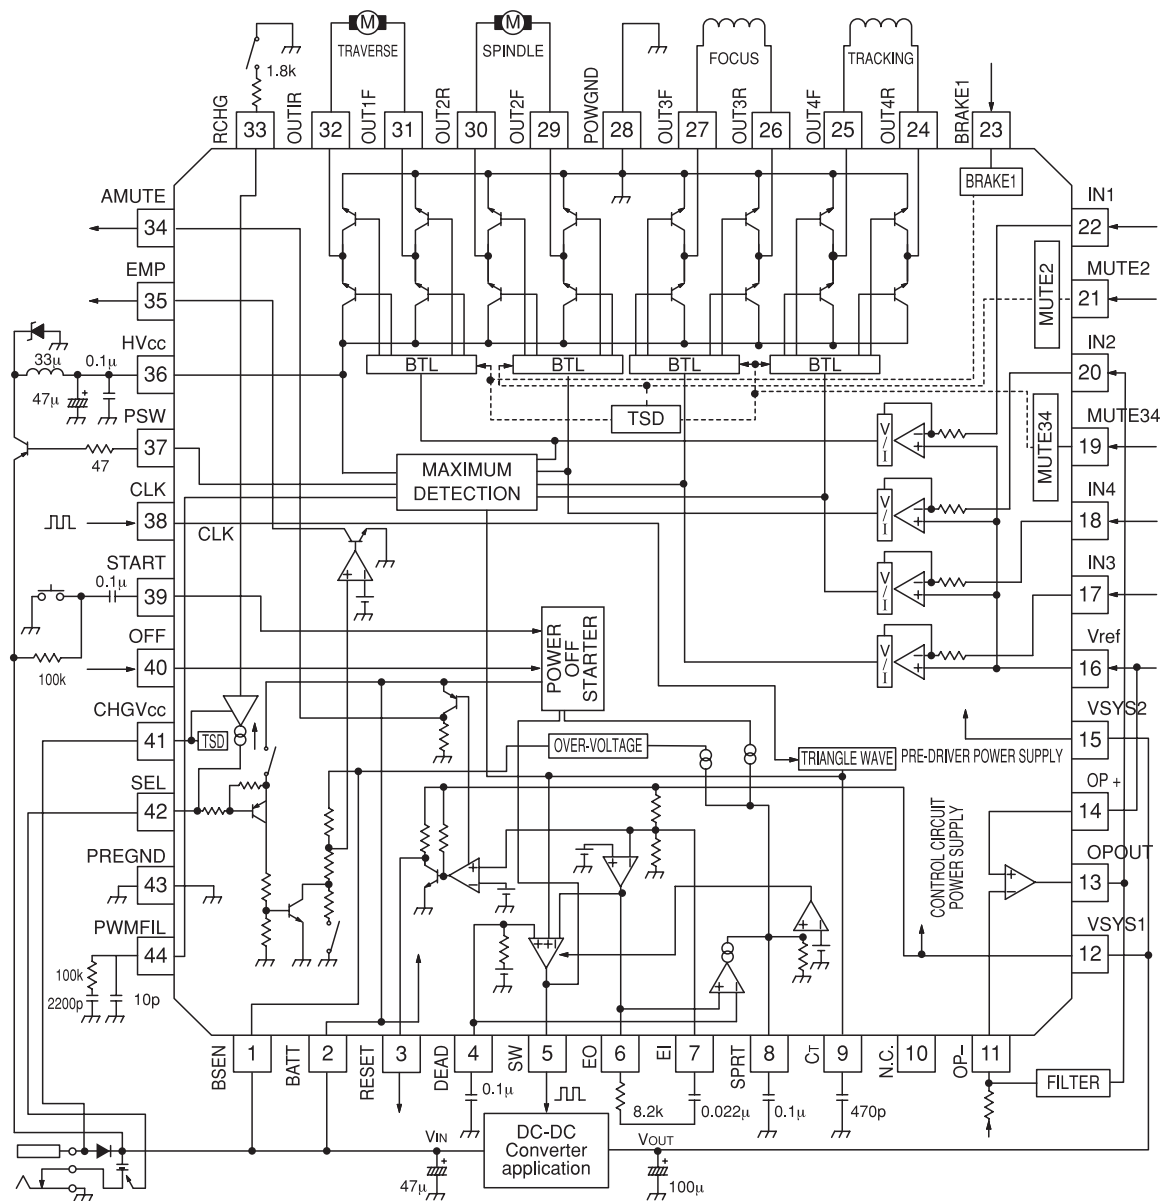 M
M
TRAVERSE
SPINDLE
FOCUS
TRACKING
1.8k
RCHG
OUTIR
OUT1F
OUT2R
OUT2F
POWGND
OUT3F
OUT3R
OUT4F
OUT4R
BRAKE1
33
32
31
30
29
28
27
26
25
24
23
BRAKE1
AMUTE
34
EMP
35
HVcc
36
33μ
0.1μ
47μ
PSW
37
47
CLK
38
CLK
START
39
0.1μ
OFF
40
100k
CHGVcc
41
TSD
SEL
42
PREGND
43
PWMFIL
44
100k
2200p
10p
IN1
22
MUTE2
21
MUTE2
IN2
20
MUTE34
19
MUTE34
IN4
18
IN3
17
Vref
16
VSYS2
15
PRE-DRIVER POWER SUPPLY
OP +
14
OPOUT
13
VSYS1
12
CONTROL CIRCUIT
POWER SUPPLY
BTL
BTL
BTL
BTL
TSD
MAXIMUM
DETECTION
V/I
V/I
V/I
V/I
POWER
OFF
STARTER
OVER-VOLTAGE
TRIANGLE WAVE
BSEN
BATT
RESET
DEAD
SW
EO
EI
SPRT
CT
N.C.
OP−
1
2
3
4
5
6
7
8
9
10
11
0.1μ
8.2k
0.022μ
0.1μ
470p
FILTER
VIN
DC-DC
Converter
application
VOUT
47μ
100μ